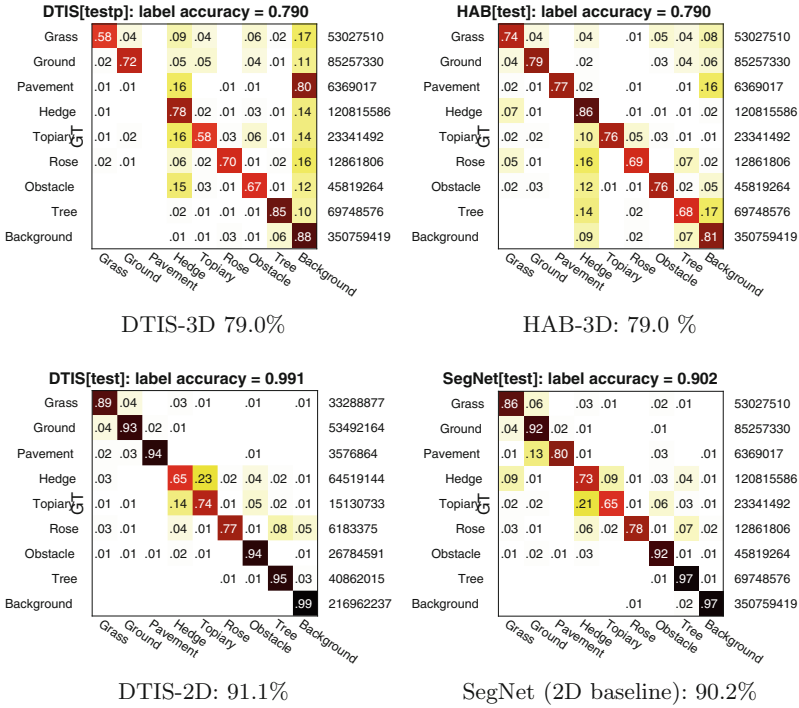 DTIS[testp]: label accuracy = 0.790
GT
Grass .58 .04 .09 .04 .06 .02 .17 53027510
Ground .02 .72 .05 .05 .04 .01 .11 85257330
Pavement .01 .01 .16 .01 .01 .80 6369017
Hedge .01 .78 .02 .01 .03 .01 .14 120815586
Topiary .01 .02 .16 .58 .03 .06 .01 .14 23341492
Rose .02 .01 .06 .02 .70 .01 .02 .16 12861806
Obstacle .15 .03 .01 .67 .01 .12 45819264
Tree .02 .01 .01 .01 .85 .10 69748576
Background .01 .01 .03 .01 .06 .88 350759419
Grass Ground Pavement Hedge Topiary Rose Obstacle Tree Background
DTIS-3D 79.0%
HAB[test]: label accuracy = 0.790
Grass .74 .04 .04 .01 .05 .04 .08 53027510
Ground .04 .79 .02 .03 .04 .06 85257330
Pavement .01 .01 .77 .02 .01 .01 .16 6369017
Hedge .07 .01 .86 .01 .03 .01 120815586
Topiary .02 .02 .10 .76 .05 .03 .01 .01 23341492
Rose .05 .01 .16 .69 .07 .02 12861806
Obstacle .02 .03 .12 .01 .01 .76 .02 .05 45819264
Tree .14 .02 .68 .17 69748576
Background .09 .02 .07 .81 350759419
Grass Ground Pavement Hedge Topiary Rose Obstacle Tree Background
HAB-3D: 79.0 %
DTIS[test]: label accuracy = 0.991
GT
Grass .89 .04 .03 .01 .01 .01 33288877
Ground .04 .93 .02 .01 53492164
Pavement .02 .03 .94 .01 3576864
Hedge .03 .65 .23 .02 .04 .02 .01 64519144
Topiary .01 .01 .14 .74 .01 .05 .02 .01 15130733
Rose .03 .01 .04 .01 .77 .01 .08 .05 6183375
Obstacle .01 .01 .01 .02 .01 .94 .01 26784591
Tree .01 .01 .95 .03 40862015
Background .99 216962237
Grass Ground Pavement Hedge Topiary Rose Obstacle Tree Background
DTIS-2D: 91.1%
SegNet[test]: label accuracy = 0.902
GT
Grass .86 .06 .03 .01 .02 .01 53027510
Ground .04 .92 .02 .01 .01 85257330
Pavement .01 .13 .80 .01 .03 .01 6369017
Hedge .09 .01 .73 .09 .01 .03 .04 .01 120815586
Topiary .02 .02 .21 .65 .01 .06 .03 .01 23341492
Rose .03 .01 .06 .02 .78 .01 .07 .02 12861806
Obstacle .01 .02 .01 .03 .92 .01 .01 45819264
Tree .01 .97 .01 69748576
Background .01 .02 .97 350759419
Grass Ground Pavement Hedge Topiary Rose Obstacle Tree Background
SegNet (2D baseline): 90.2%